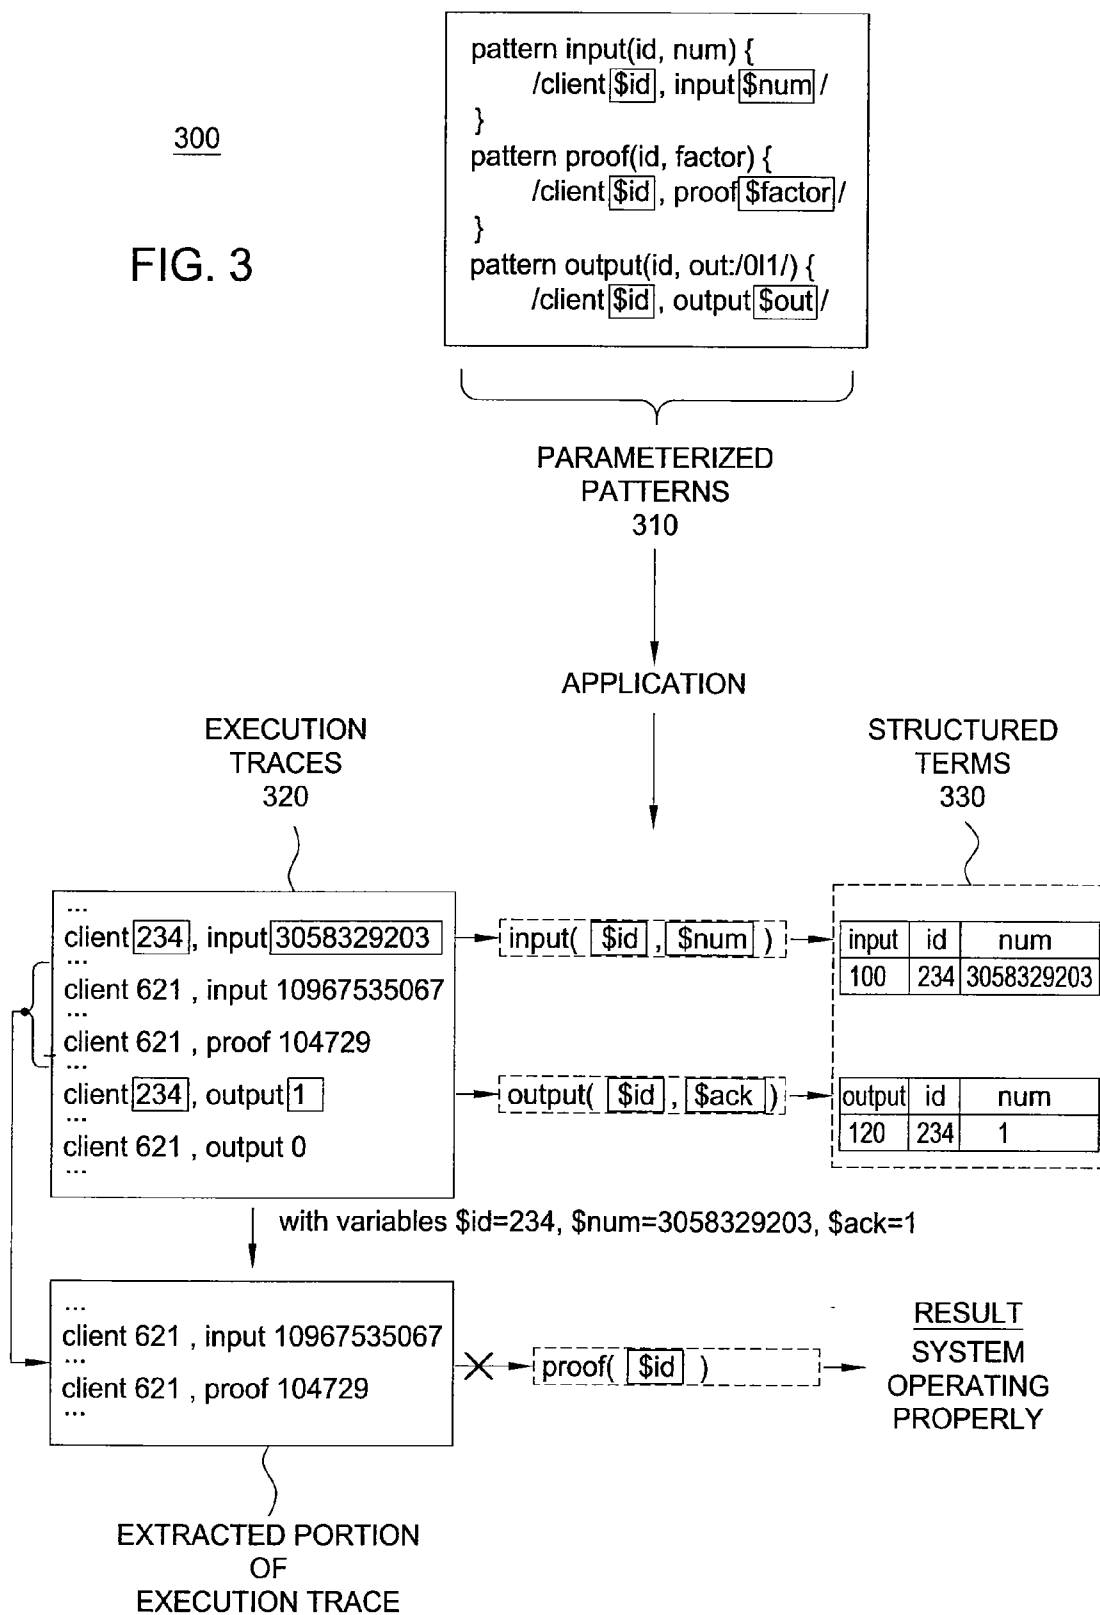 pattern input(id, num) {
/client $id , input $num /
}
pattern proof(id, factor) {
/client $id , proof $factor /
}
pattern output(id, out:/0|1/) {
/client $id , output $out /
300
FIG. 3
PARAMETERIZED
PATTERNS
310
APPLICATION
EXECUTION
TRACES
320
STRUCTURED
TERMS
330
...
client 234 , input 3058329203
...
client 621 , input 10967535067
...
client 621 , proof 104729
...
client 234 , output 1
...
client 621 , output 0
...
input( $id , $num )
input id num
100 234 3058329203
output( $id , $ack )
output id num
120 234 1
with variables $id=234, $num=3058329203, $ack=1
...
client 621 , input 10967535067
...
client 621 , proof 104729
...
proof( $id )
RESULT
SYSTEM
OPERATING
PROPERLY
EXTRACTED PORTION
OF
EXECUTION TRACE